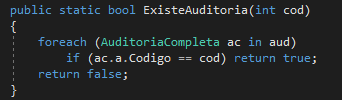 public static bool ExisteAuditoria(int cod)
{
    foreach (AuditoriaCompleta ac in aud)
        if (ac.a.Codigo == cod) return true;
    return false;
}